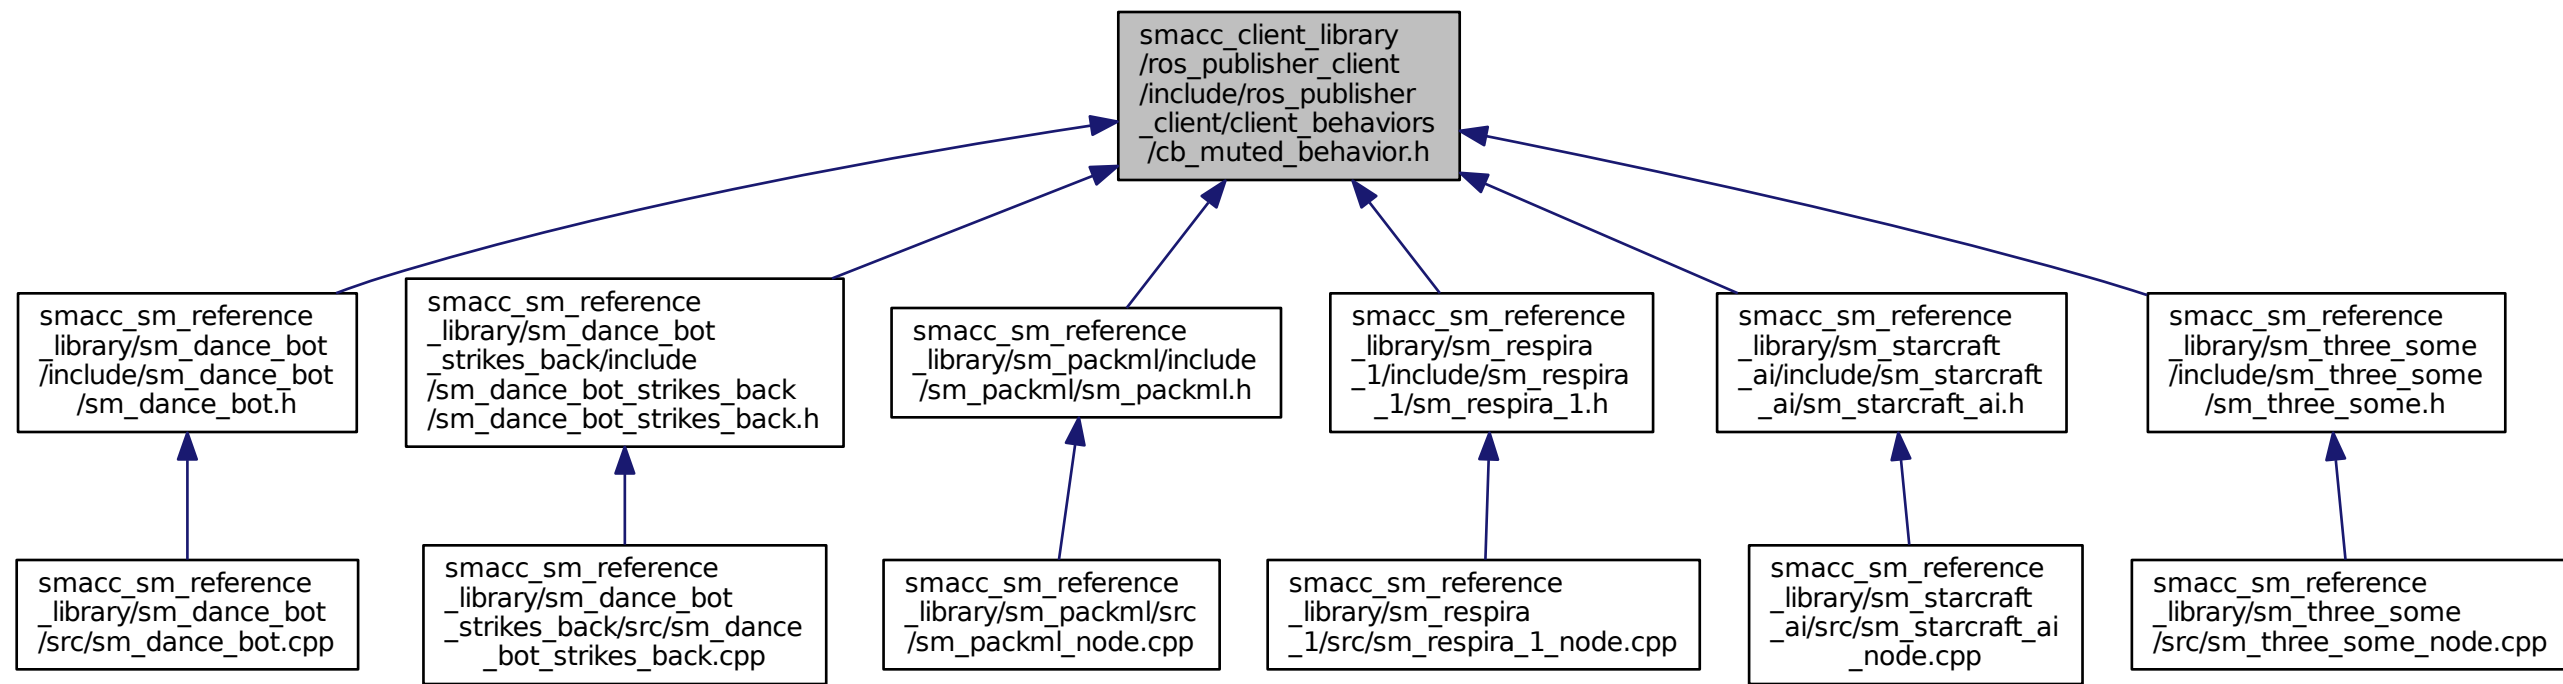 smacc_client_library
/ros_publisher_client
/include/ros_publisher
_client/client_behaviors
/cb_muted_behavior.h
smacc_sm_reference
_library/sm_dance_bot
/include/sm_dance_bot
/sm_dance_bot.h
smacc_sm_reference
_library/sm_dance_bot
_strikes_back/include
/sm_dance_bot_strikes_back
/sm_dance_bot_strikes_back.h
smacc_sm_reference
_library/sm_packml/include
/sm_packml/sm_packml.h
smacc_sm_reference
_library/sm_respira
_1/include/sm_respira
_1/sm_respira_1.h
smacc_sm_reference
_library/sm_starcraft
_ai/include/sm_starcraft
_ai/sm_starcraft_ai.h
smacc_sm_reference
_library/sm_three_some
/include/sm_three_some
/sm_three_some.h
smacc_sm_reference
_library/sm_dance_bot
/src/sm_dance_bot.cpp
smacc_sm_reference
_library/sm_dance_bot
_strikes_back/src/sm_dance
_bot_strikes_back.cpp
smacc_sm_reference
_library/sm_packml/src
/sm_packml_node.cpp
smacc_sm_reference
_library/sm_respira
_1/src/sm_respira_1_node.cpp
smacc_sm_reference
_library/sm_starcraft
_ai/src/sm_starcraft_ai
_node.cpp
smacc_sm_reference
_library/sm_three_some
/src/sm_three_some_node.cpp